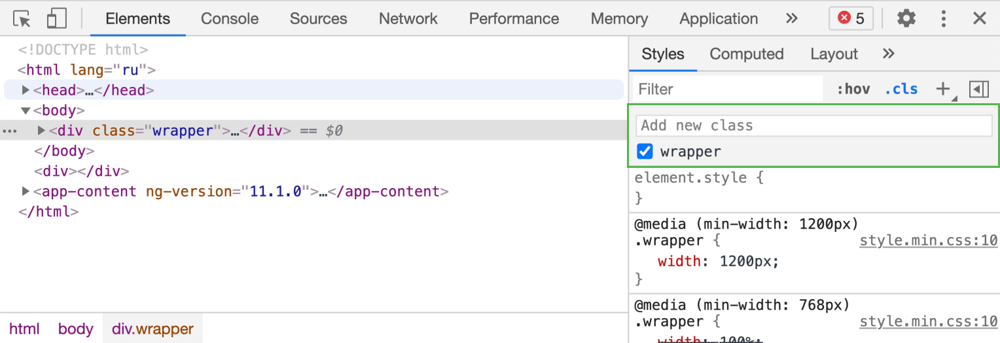 Elements Console Sources Network Performance Memory Application » 5
<!DOCTYPE html>
<html lang="ru">
<head>…</head>
<body>
<div class="wrapper">…</div> == $0
</body>
<div></div>
<app-content ng-version="11.1.0">…</app-content>
</html>
html body div.wrapper
Styles Computed Layout »
Filter :hov .cls +
Add new class
wrapper
element.style {
}
@media (min-width: 1200px)
.wrapper { style.min.css:10
width: 1200px;
}
@media (min-width: 768px)
.wrapper { style.min.css:10
width: 100%;